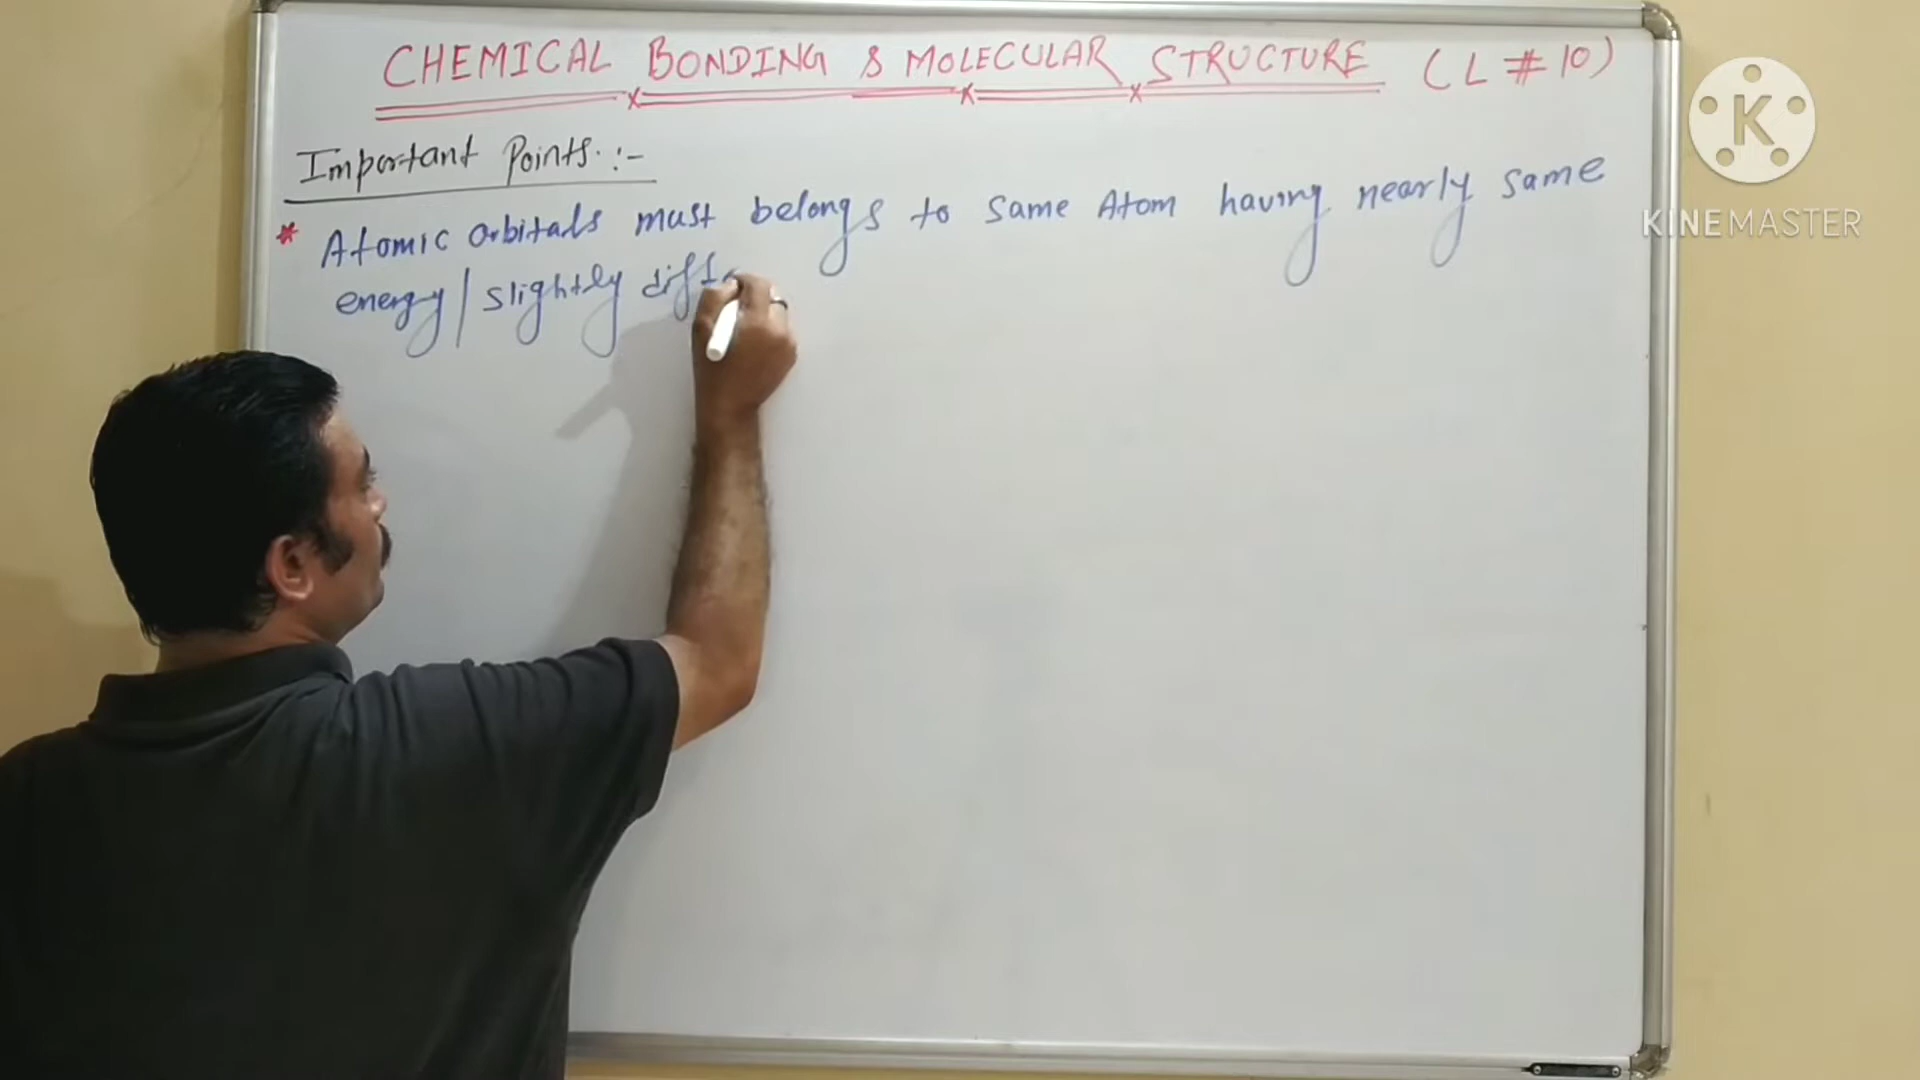 CHEMICAL BONDING & MOLECULAR STRUCTURE (L # 10)
Important Points :-
* Atomic orbitals must belongs to same Atom having nearly same
energy / slightly diff
K
KINEMASTER